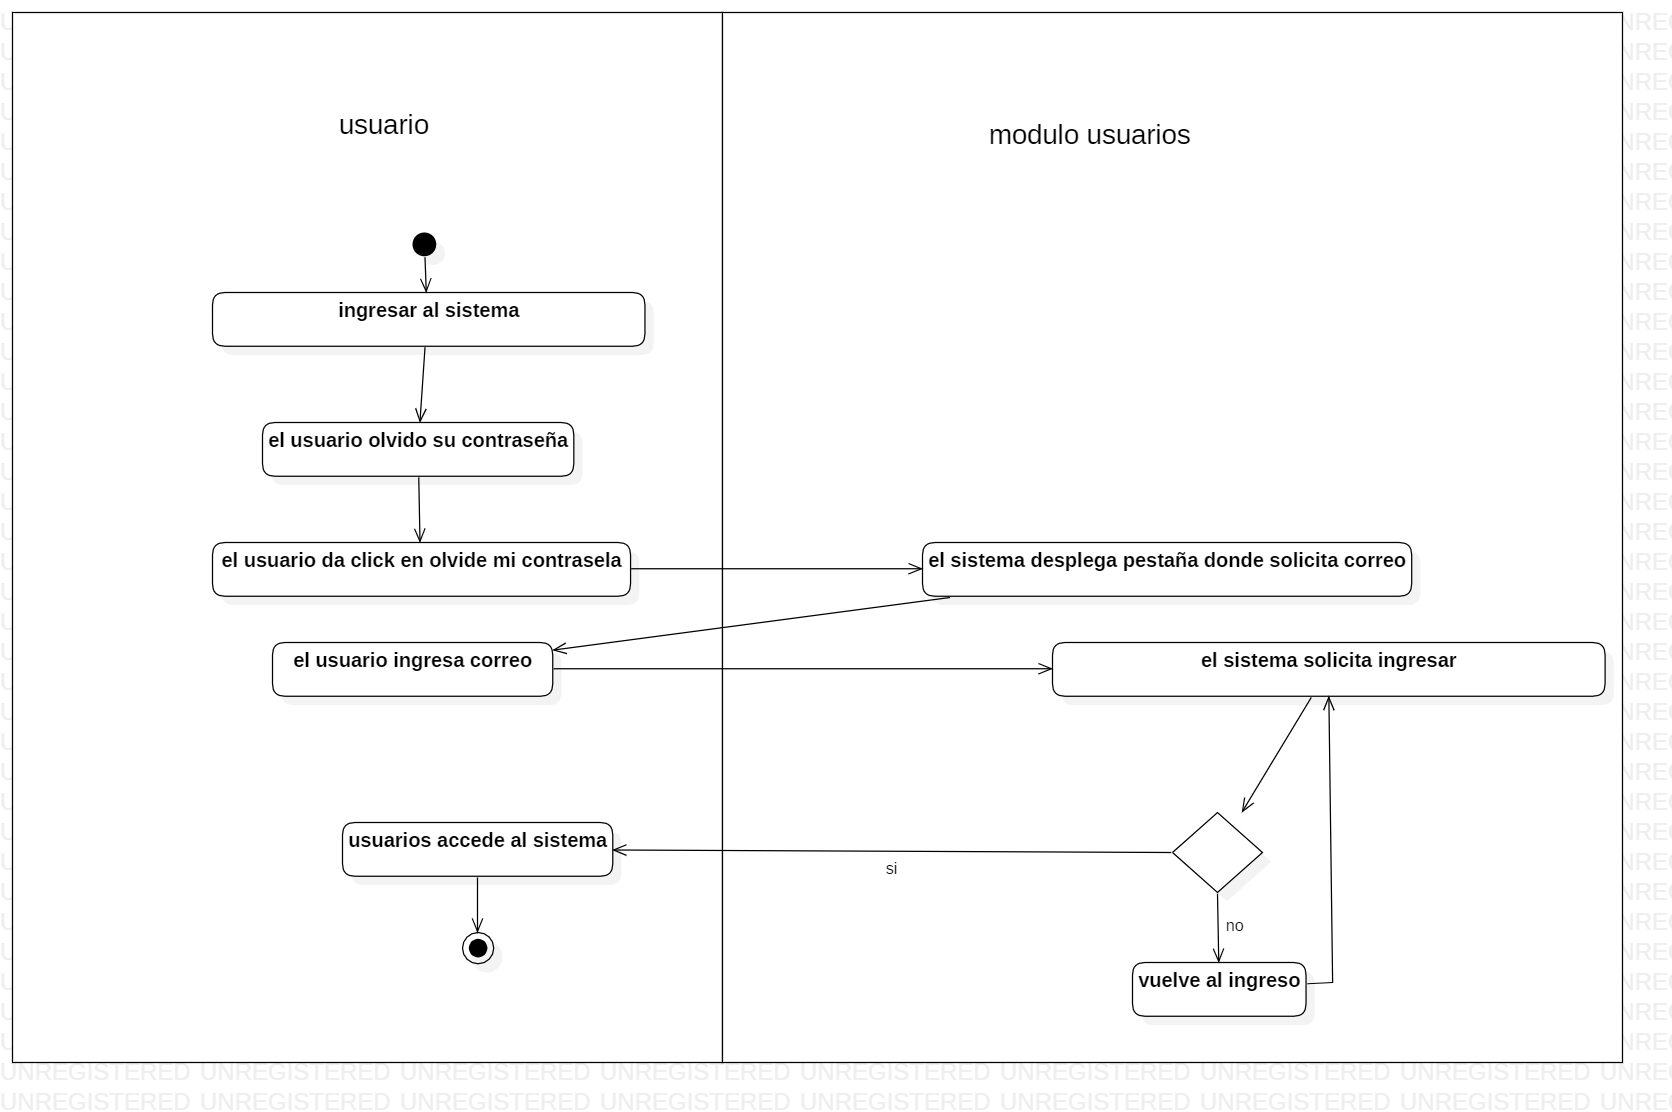 usuario
modulo usuarios
ingresar al sistema
el usuario olvido su contraseña
el usuario da click en olvide mi contrasela
el sistema desplega pestaña donde solicita correo
el usuario ingresa correo
el sistema solicita ingresar
usuarios accede al sistema
si
no
vuelve al ingreso
UNREGISTERED UNREGISTERED UNREGISTERED UNREGISTERED UNREGISTERED UNREGISTERED UNREGISTERED UNREGISTERED
UNREGISTERED UNREGISTERED UNREGISTERED UNREGISTERED UNREGISTERED UNREGISTERED UNREGISTERED UNREGISTERED